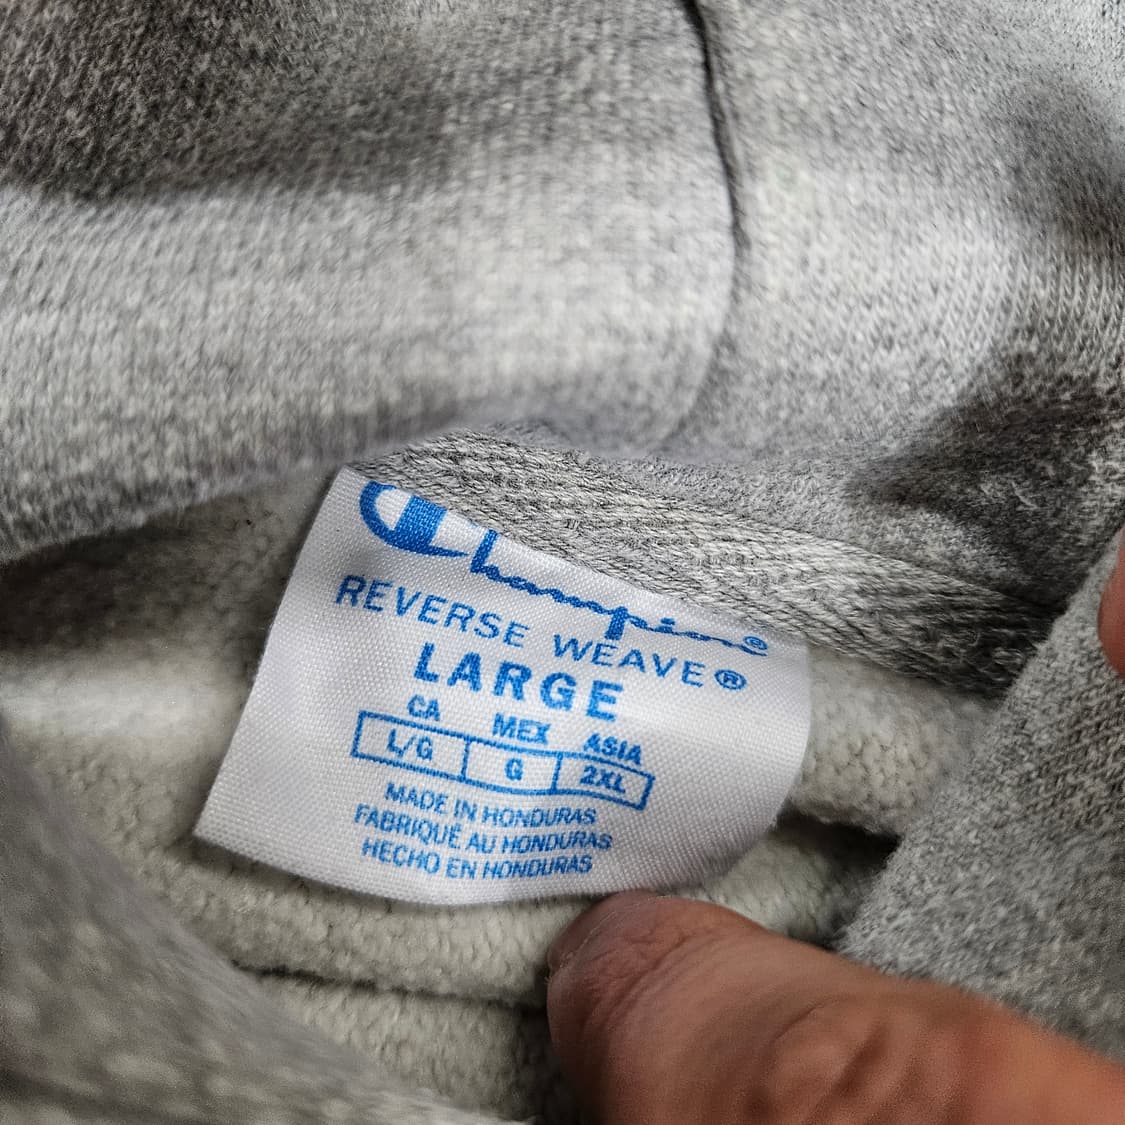 Champion®
REVERSE WEAVE®
LARGE
CA MEX ASIA
L/G G 2XL
MADE IN HONDURAS
FABRIQUÉ AU HONDURAS
HECHO EN HONDURAS